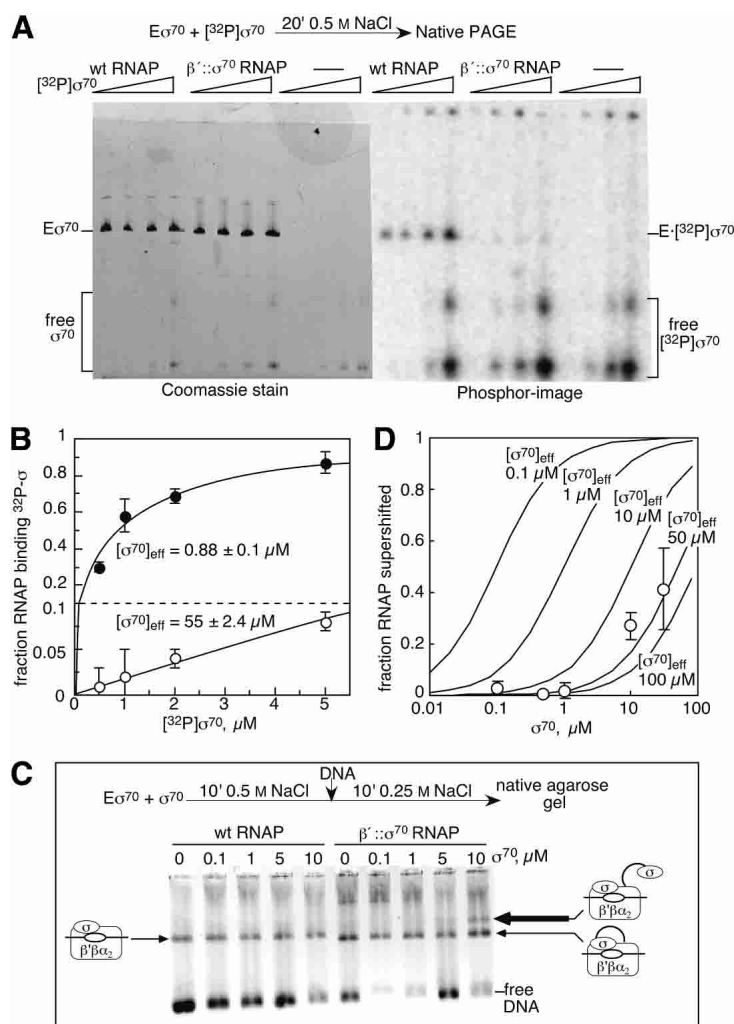 A
Eσ70 + [32P]σ70 20' 0.5 M NaCl Native PAGE
wt RNAP β´::σ70 RNAP — wt RNAP β´::σ70 RNAP —
[32P]σ70
Eσ70
E·[32P]σ70
free σ70
free [32P]σ70
Coomassie stain
Phosphor-image
B
fraction RNAP binding 32P-σ
1
0.8
0.6
0.4
0.2
0.1
0.05
0
[σ70]eff = 0.88 ± 0.1 µM
[σ70]eff = 55 ± 2.4 µM
0 1 2 3 4 5
[32P]σ70, µM
D
fraction RNAP supershifted
1
0.8
0.6
0.4
0.2
0
[σ70]eff 0.1 µM
[σ70]eff 1 µM
[σ70]eff 10 µM
[σ70]eff 50 µM
[σ70]eff 100 µM
0.01 0.1 1 10 100
σ70, µM
C
DNA
Eσ70 + σ70 10' 0.5 M NaCl 10' 0.25 M NaCl native agarose gel
wt RNAP β´::σ70 RNAP
0 0.1 1 5 10 0 0.1 1 5 10 σ70, µM
σ
β'βα2
σ
σ
β'βα2
σ
β'βα2
free DNA